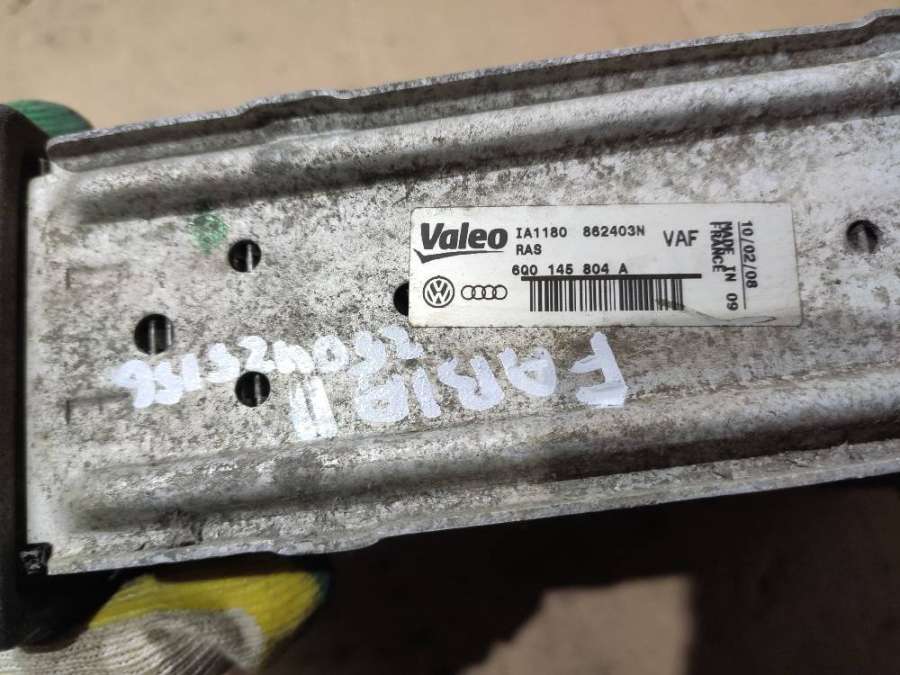 Valeo IA1180 862403N VAF
RAS
6Q0 145 804 A
10/02/08
MADE IN 09
FRANCE
FABIA II